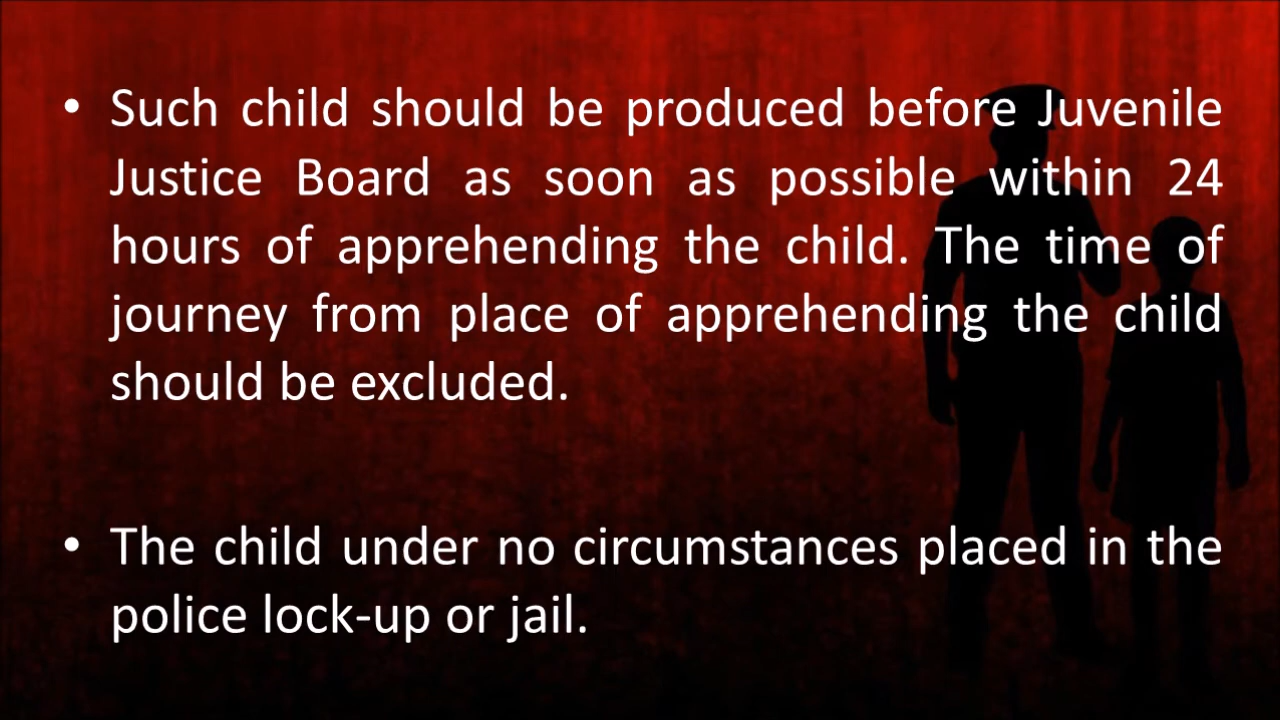 • Such child should be produced before Juvenile
Justice Board as soon as possible within 24
hours of apprehending the child. The time of
journey from place of apprehending the child
should be excluded.
• The child under no circumstances placed in the
police lock-up or jail.